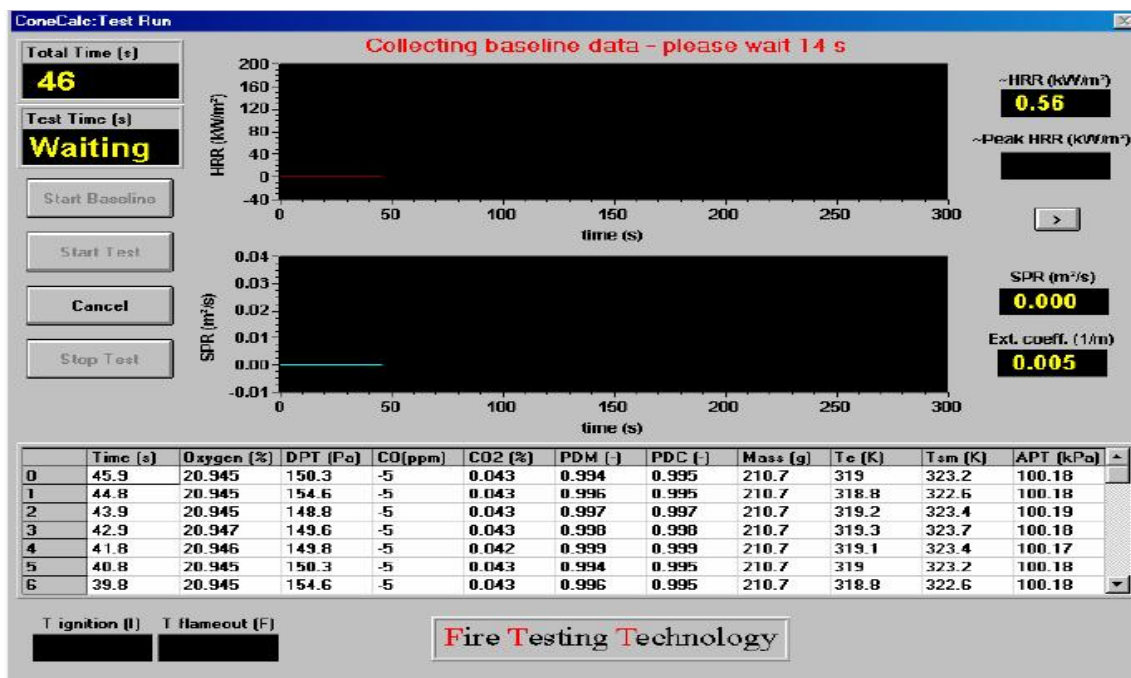 ConeCalc:Test Run
Collecting baseline data - please wait 14 s
Total Time (s)
46
Test Time (s)
Waiting
Start Baseline
Start Test
Cancel
Stop Test
HRR (kW/m²)
200
160
120
80
40
0
-40
0 50 100 150 200 250 300
time (s)
~HRR (kW/m²)
0.56
~Peak HRR (kW/m²)
>
SPR (m²/s)
0.04
0.03
0.02
0.01
0.00
-0.01
0 50 100 150 200 250 300
time (s)
SPR (m²/s)
0.000
Ext. coeff. (1/m)
0.005
Time (s) Oxygen (%) DPT (Pa) CO(ppm) CO2 (%) PDM (-) PDC (-) Mass (g) Te (K) Tsm (K) APT (kPa)
0 45.9 20.945 150.3 -5 0.043 0.994 0.995 210.7 319 323.2 100.18
1 44.8 20.945 154.6 -5 0.043 0.996 0.995 210.7 318.8 322.6 100.18
2 43.9 20.945 148.8 -5 0.043 0.997 0.997 210.7 319.2 323.4 100.19
3 42.9 20.947 149.6 -5 0.043 0.998 0.998 210.7 319.3 323.7 100.18
4 41.8 20.946 149.8 -5 0.042 0.999 0.999 210.7 319.1 323.4 100.17
5 40.8 20.945 150.3 -5 0.043 0.994 0.995 210.7 319 323.2 100.18
6 39.8 20.945 154.6 -5 0.043 0.996 0.995 210.7 318.8 322.6 100.18
T ignition (I) T flameout (F)
Fire Testing Technology